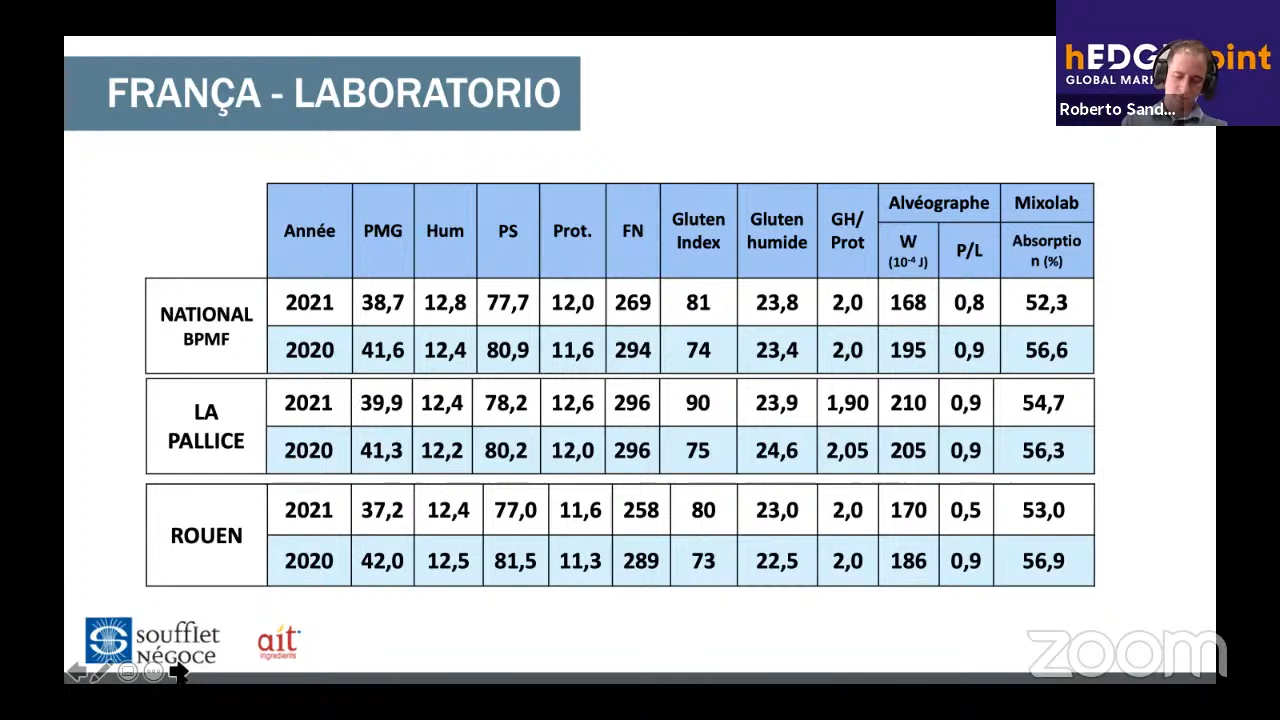 FRANÇA - LABORATORIO
hEDG point
GLOBAL MAR
Roberto Sand...
Année PMG Hum PS Prot. FN Gluten Index Gluten humide GH/ Prot Alvéographe Mixolab
W (10⁻⁴ J) P/L Absorptio n (%)
NATIONAL BPMF
2021 38,7 12,8 77,7 12,0 269 81 23,8 2,0 168 0,8 52,3
2020 41,6 12,4 80,9 11,6 294 74 23,4 2,0 195 0,9 56,6
LA PALLICE
2021 39,9 12,4 78,2 12,6 296 90 23,9 1,90 210 0,9 54,7
2020 41,3 12,2 80,2 12,0 296 75 24,6 2,05 205 0,9 56,3
ROUEN
2021 37,2 12,4 77,0 11,6 258 80 23,0 2,0 170 0,5 53,0
2020 42,0 12,5 81,5 11,3 289 73 22,5 2,0 186 0,9 56,9
soufflet
NÉGOCE
aït
ingredients
zoom